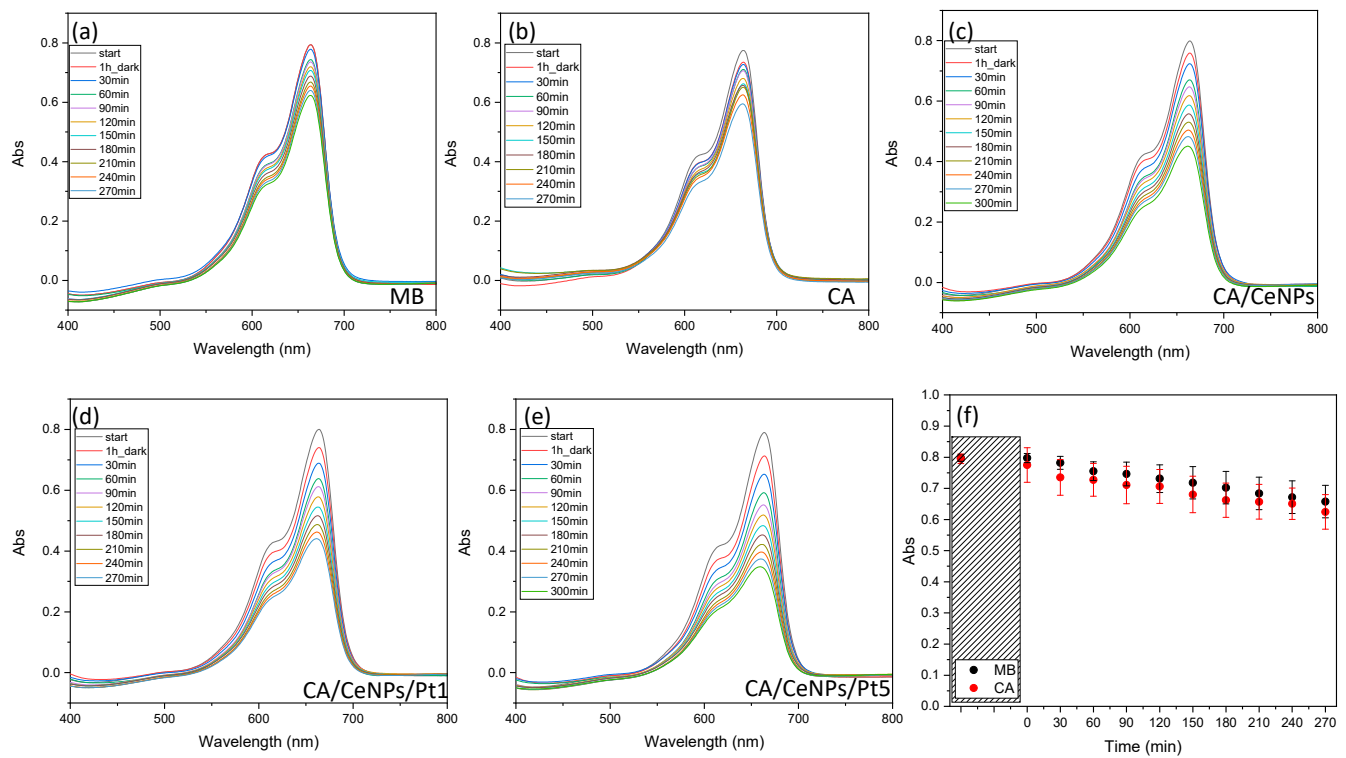 (a)
start
1h_dark
30min
60min
90min
120min
150min
180min
210min
240min
270min
Abs
0.8
0.6
0.4
0.2
0.0
400 500 600 700 800
Wavelength (nm)
MB
(b)
start
1h_dark
30min
60min
90min
120min
150min
180min
210min
240min
270min
Abs
0.8
0.6
0.4
0.2
0.0
400 500 600 700 800
Wavelength (nm)
CA
(c)
start
1h_dark
30min
60min
90min
120min
150min
180min
210min
240min
270min
300min
Abs
0.8
0.6
0.4
0.2
0.0
400 500 600 700 800
Wavelength (nm)
CA/CeNPs
(d)
start
1h_dark
30min
60min
90min
120min
150min
180min
210min
240min
270min
Abs
0.8
0.6
0.4
0.2
0.0
400 500 600 700 800
Wavelength (nm)
CA/CeNPs/Pt1
(e)
start
1h_dark
30min
60min
90min
120min
150min
180min
210min
240min
270min
300min
Abs
0.8
0.6
0.4
0.2
0.0
400 500 600 700 800
Wavelength (nm)
CA/CeNPs/Pt5
(f)
Abs
1.0
0.9
0.8
0.7
0.6
0.5
0.4
0.3
0.2
0.1
0.0
MB
CA
0 30 60 90 120 150 180 210 240 270
Time (min)